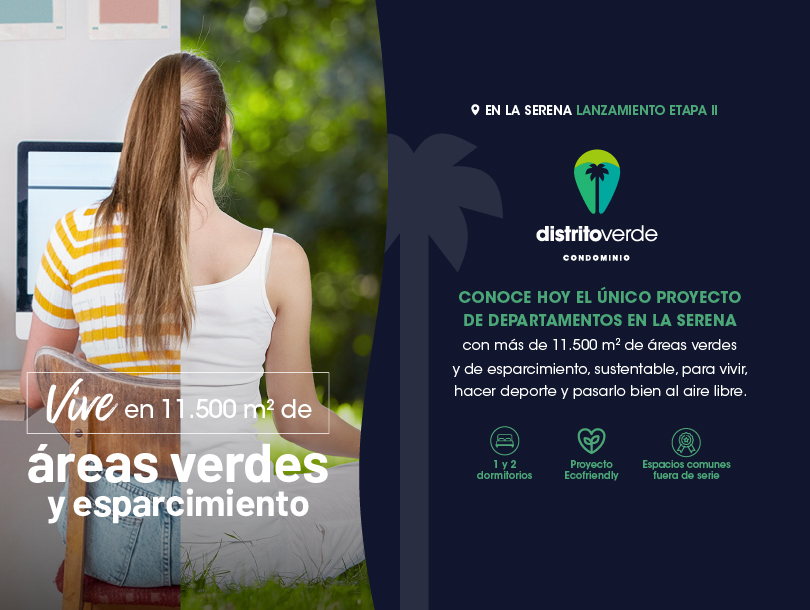 Vive en 11.500 m² de
áreas verdes
y esparcimiento
EN LA SERENA LANZAMIENTO ETAPA II
distritoverde
CONDOMINIO
CONOCE HOY EL ÚNICO PROYECTO
DE DEPARTAMENTOS EN LA SERENA
con más de 11.500 m² de áreas verdes
y de esparcimiento, sustentable, para vivir,
hacer deporte y pasarlo bien al aire libre.
1 y 2
dormitorios
Proyecto
Ecofriendly
Espacios comunes
fuera de serie